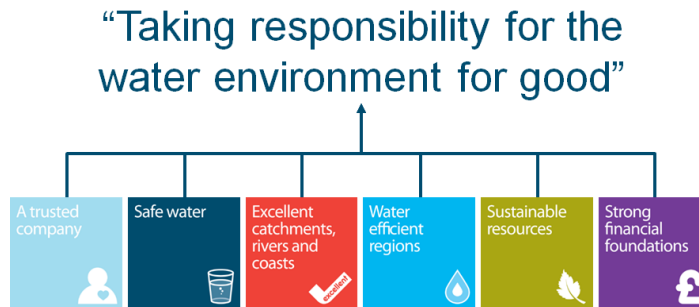 “Taking responsibility for the
water environment for good”
A trusted
company
Safe water
Excellent
catchments,
rivers and
coasts
excellent
Water
efficient
regions
Sustainable
resources
Strong
financial
foundations
£